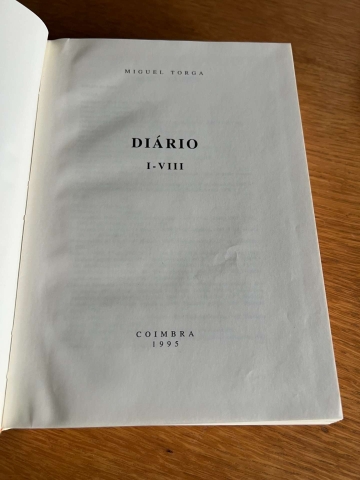 MIGUEL TORGA
DIÁRIO
I-VIII
COIMBRA
1995